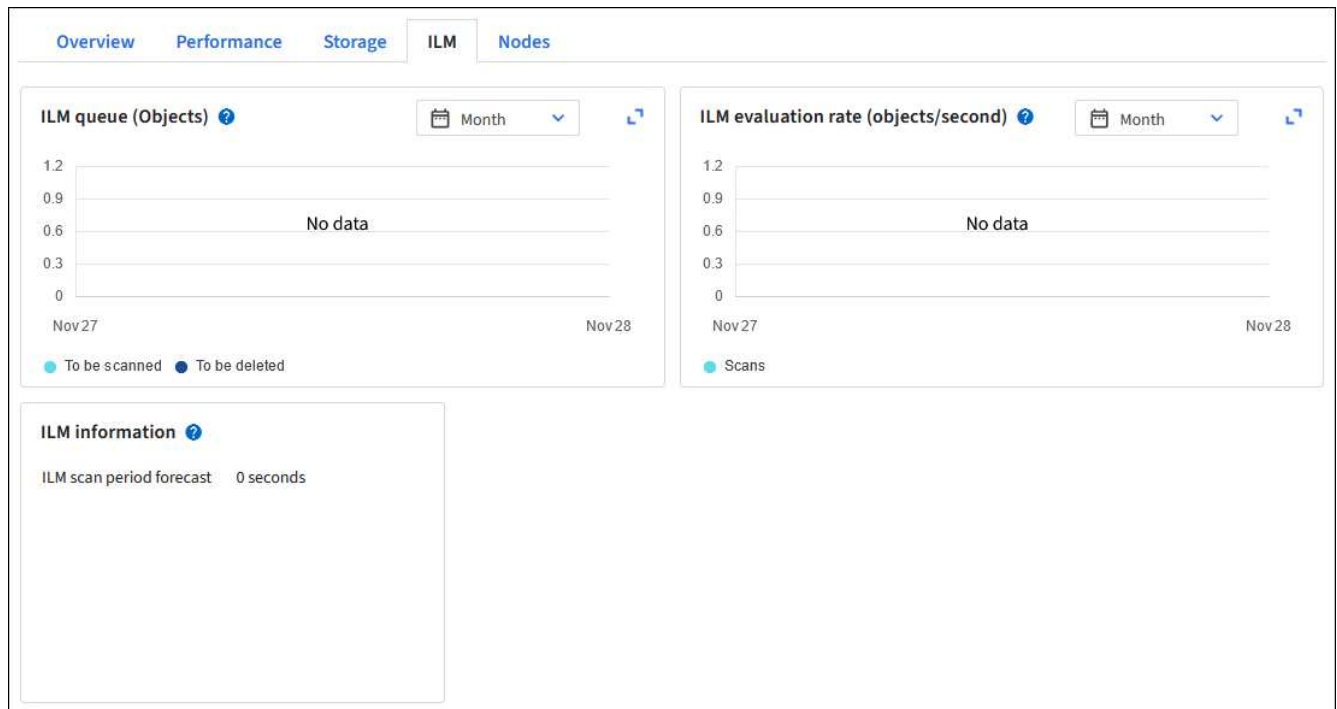 Overview Performance Storage ILM Nodes
ILM queue (Objects) ? Month
1.2
0.9
0.6
0.3
0
No data
Nov 27 Nov 28
To be scanned To be deleted
ILM evaluation rate (objects/second) ? Month
1.2
0.9
0.6
0.3
0
No data
Nov 27 Nov 28
Scans
ILM information ?
ILM scan period forecast 0 seconds